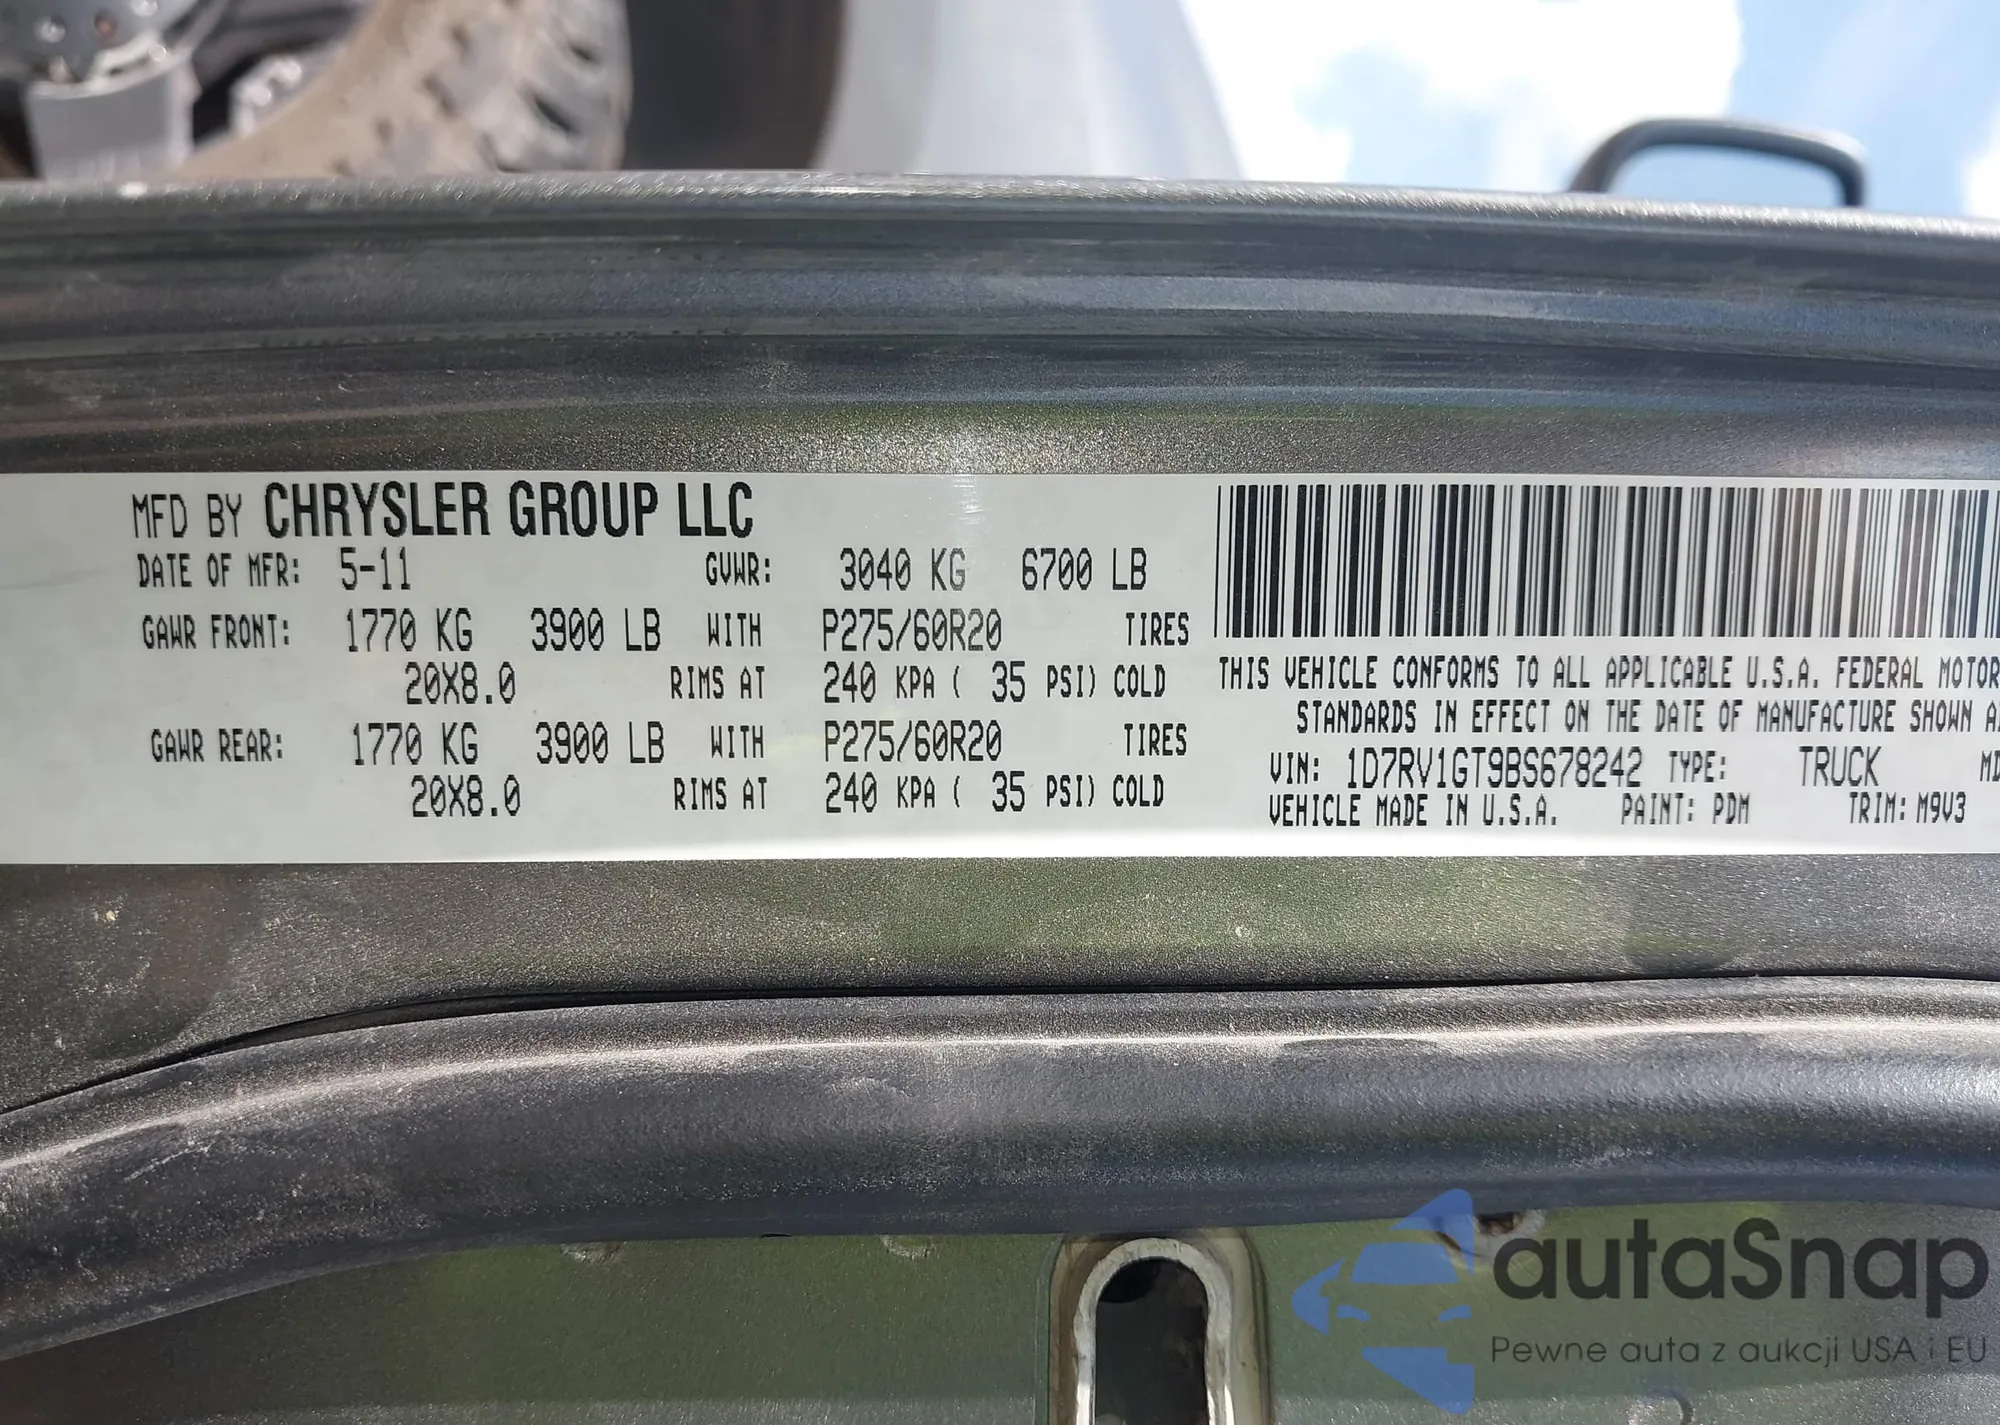 MFD BY CHRYSLER GROUP LLC
DATE OF MFR: 5-11 GVWR: 3040 KG 6700 LB
GAWR FRONT: 1770 KG 3900 LB WITH P275/60R20 TIRES
20X8.0 RIMS AT 240 KPA ( 35 PSI) COLD
GAWR REAR: 1770 KG 3900 LB WITH P275/60R20 TIRES
20X8.0 RIMS AT 240 KPA ( 35 PSI) COLD
THIS VEHICLE CONFORMS TO ALL APPLICABLE U.S.A. FEDERAL MOTOR
STANDARDS IN EFFECT ON THE DATE OF MANUFACTURE SHOWN
VIN: 1D7RV1GT9BS678242 TYPE: TRUCK MD
VEHICLE MADE IN U.S.A. PAINT: PDM TRIM: M9V3
autaSnap
Pewne auta z aukcji USA i EU